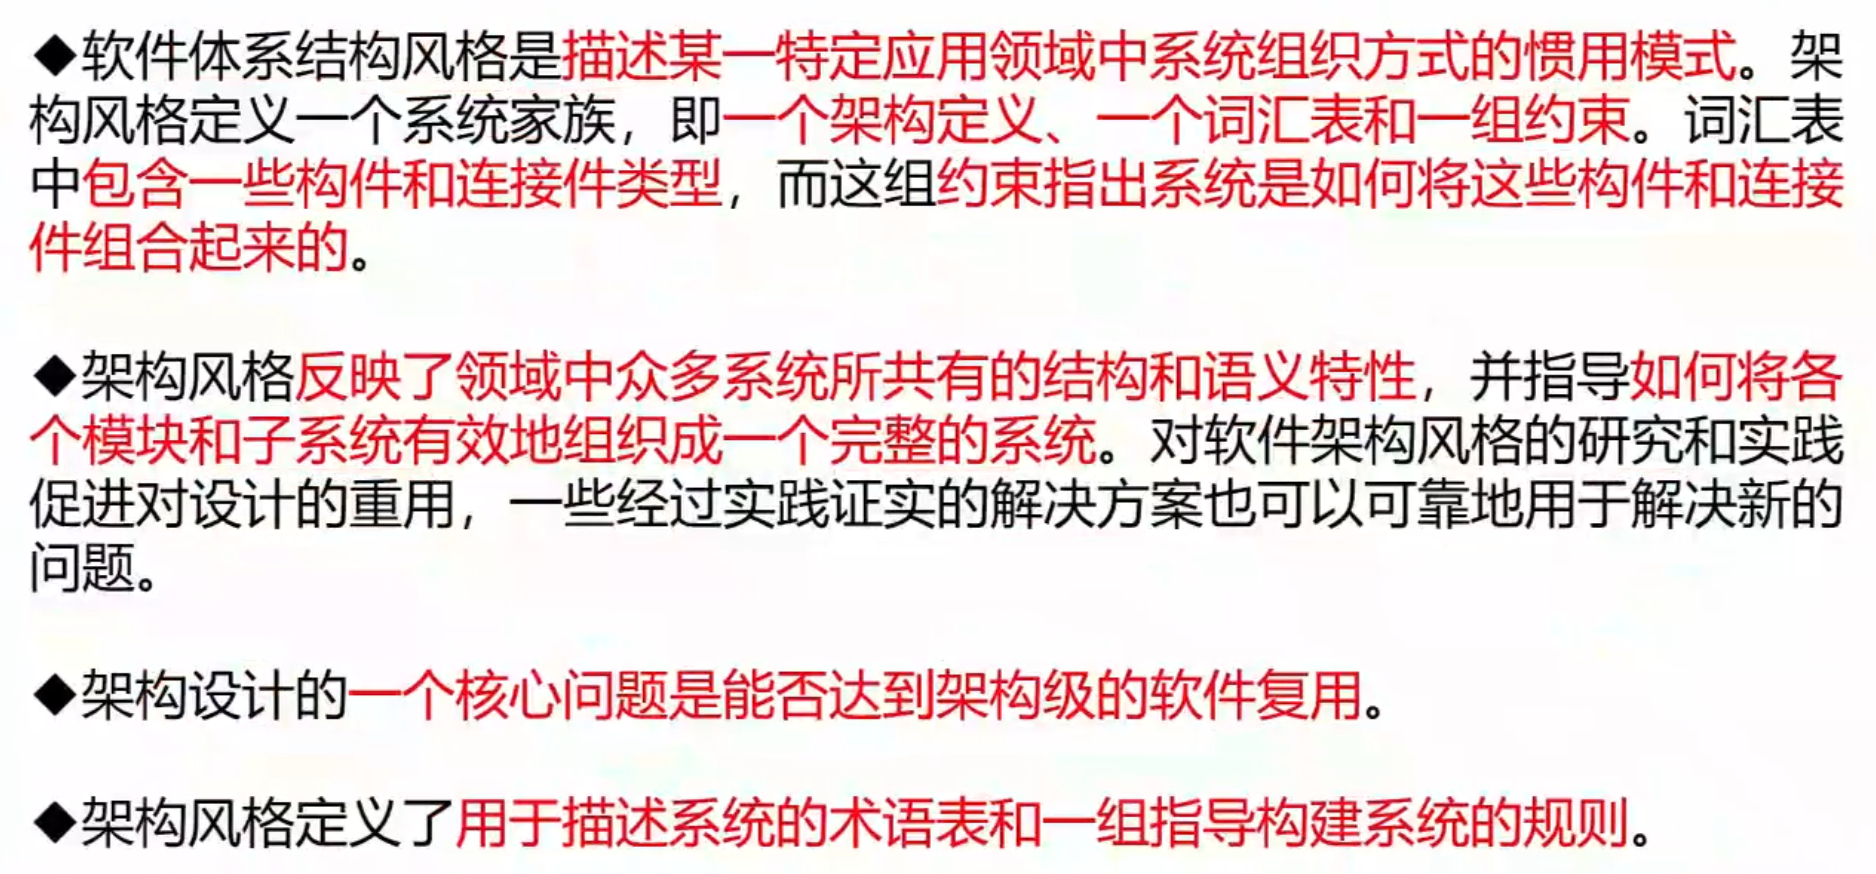 ◆软件体系结构风格是描述某一特定应用领域中系统组织方式的惯用模式。架
构风格定义一个系统家族，即一个架构定义、一个词汇表和一组约束。词汇表
中包含一些构件和连接件类型，而这组约束指出系统是如何将这些构件和连接
件组合起来的。
◆架构风格反映了领域中众多系统所共有的结构和语义特性，并指导如何将各
个模块和子系统有效地组织成一个完整的系统。对软件架构风格的研究和实践
促进对设计的重用，一些经过实践证实的解决方案也可以可靠地用于解决新的
问题。
◆架构设计的一个核心问题是能否达到架构级的软件复用。
◆架构风格定义了用于描述系统的术语表和一组指导构建系统的规则。